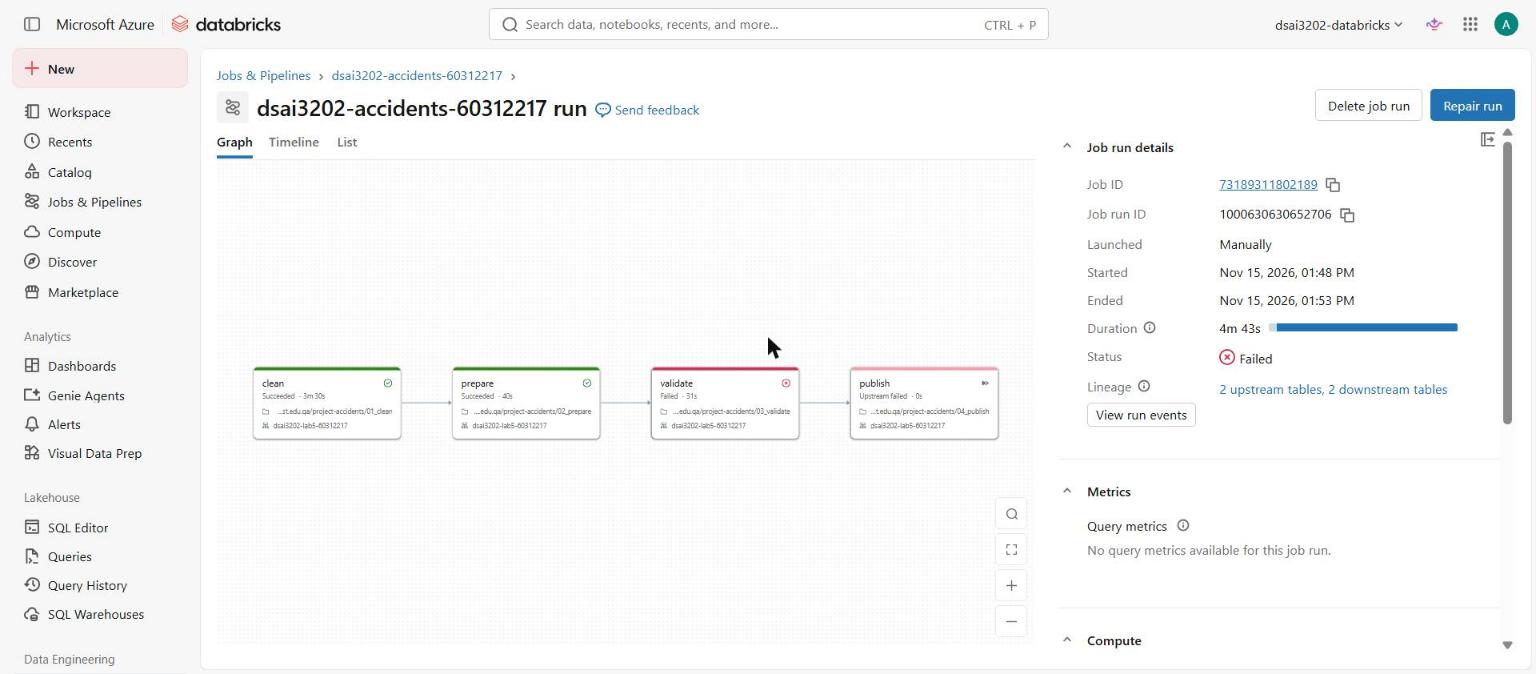 Microsoft Azure databricks
Search data, notebooks, recents, and more... CTRL + P
dsai3202-databricks
A
New
Workspace
Recents
Catalog
Jobs & Pipelines
Compute
Discover
Marketplace
Analytics
Dashboards
Genie Agents
Alerts
Visual Data Prep
Lakehouse
SQL Editor
Queries
Query History
SQL Warehouses
Data Engineering
Jobs & Pipelines › dsai3202-accidents-60312217 ›
dsai3202-accidents-60312217 run Send feedback
Delete job run Repair run
Graph Timeline List
clean
Succeeded · 3m 30s
...st.edu.qa/project-accidents/01_clean
dsai3202-lab5-60312217
prepare
Succeeded · 40s
...edu.qa/project-accidents/02_prepare
dsai3202-lab5-60312217
validate
Failed · 31s
...edu.qa/project-accidents/03_validate
dsai3202-lab5-60312217
publish
Upstream failed · 0s
...t.edu.qa/project-accidents/04_publish
dsai3202-lab5-60312217
Job run details
Job ID 73189311802189
Job run ID 1000630630652706
Launched Manually
Started Nov 15, 2026, 01:48 PM
Ended Nov 15, 2026, 01:53 PM
Duration 4m 43s
Status Failed
Lineage 2 upstream tables, 2 downstream tables
View run events
Metrics
Query metrics
No query metrics available for this job run.
Compute